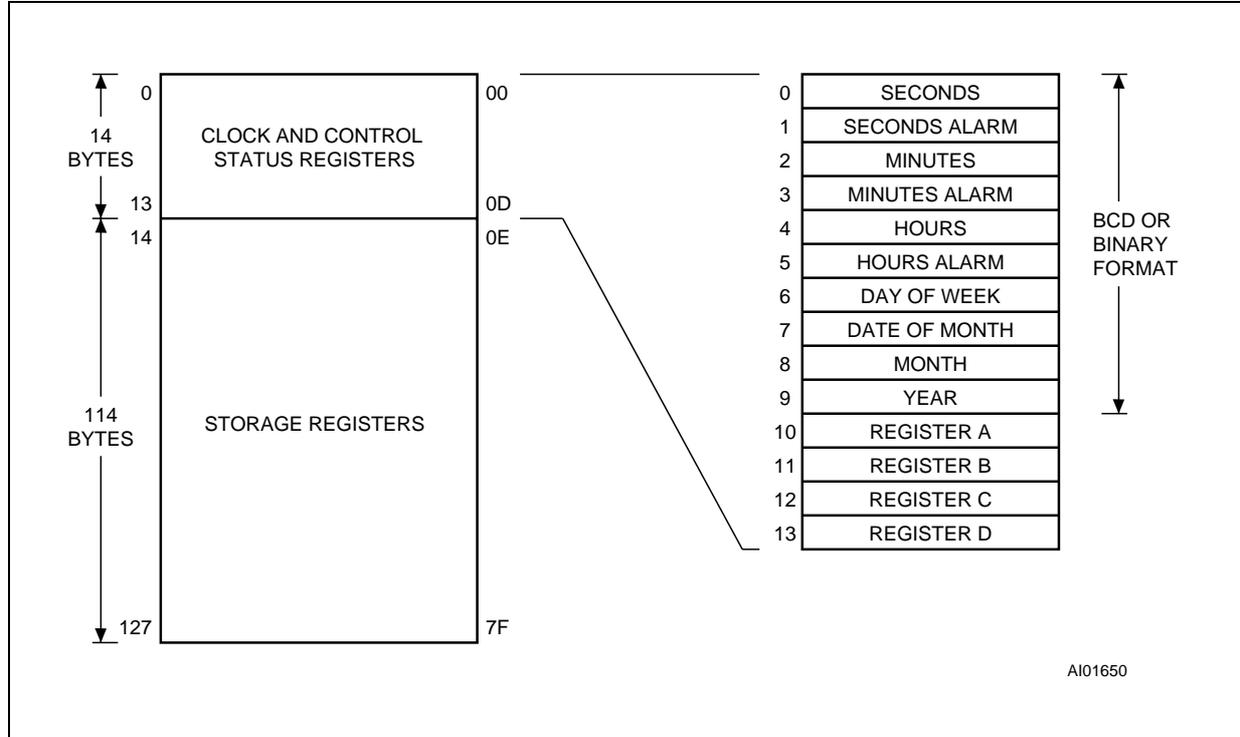 0
00
14
BYTES
CLOCK AND CONTROL
STATUS REGISTERS
13
0D
14
0E
114
BYTES
STORAGE REGISTERS
127
7F
0 SECONDS
1 SECONDS ALARM
2 MINUTES
3 MINUTES ALARM
4 HOURS
5 HOURS ALARM
6 DAY OF WEEK
7 DATE OF MONTH
8 MONTH
9 YEAR
10 REGISTER A
11 REGISTER B
12 REGISTER C
13 REGISTER D
BCD OR
BINARY
FORMAT
AI01650